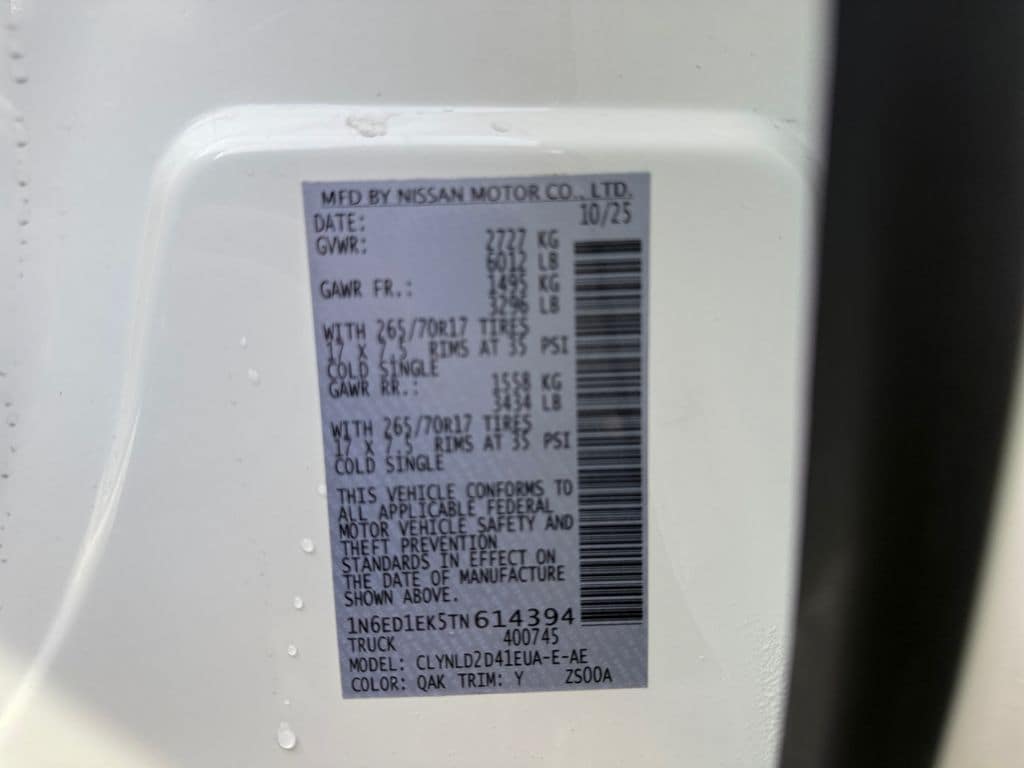 MFD BY NISSAN MOTOR CO., LTD.
DATE: 10/25
GVWR: 2727 KG
6012 LB
GAWR FR.: 1495 KG
3296 LB
WITH 265/70R17 TIRES
17 X 7.5 RIMS AT 35 PSI
COLD SINGLE
GAWR RR.: 1558 KG
3434 LB
WITH 265/70R17 TIRES
17 X 7.5 RIMS AT 35 PSI
COLD SINGLE
THIS VEHICLE CONFORMS TO
ALL APPLICABLE FEDERAL
MOTOR VEHICLE SAFETY AND
THEFT PREVENTION
STANDARDS IN EFFECT ON
THE DATE OF MANUFACTURE
SHOWN ABOVE.
1N6ED1EK5TN614394
TRUCK 400745
MODEL: CLYNLD2D41EUA-E-AE
COLOR: QAK TRIM: Y ZS00A